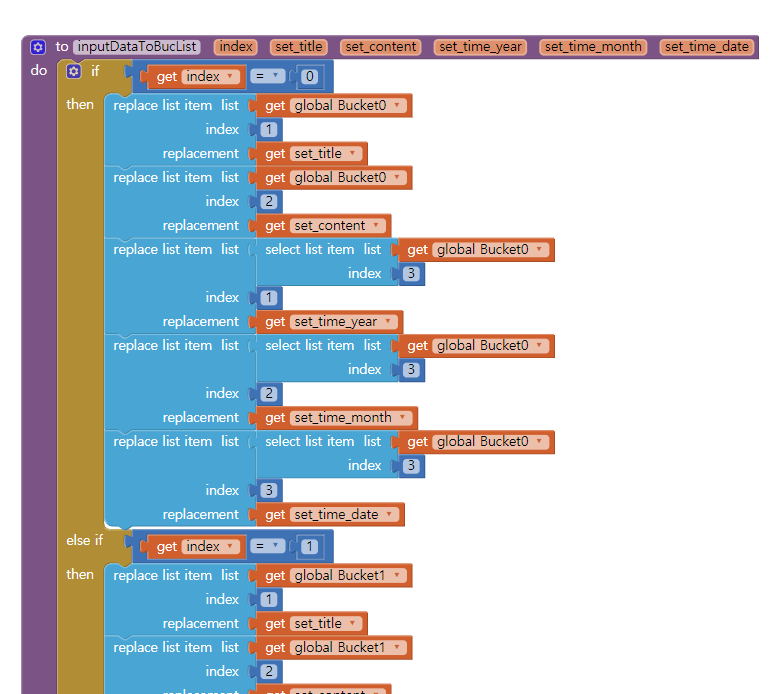 to inputDataToBucList index set_title set_content set_time_year set_time_month set_time_date
do if get index = 0
then replace list item list get global Bucket0
index 1
replacement get set_title
replace list item list get global Bucket0
index 2
replacement get set_content
replace list item list select list item list get global Bucket0
index 3
index 1
replacement get set_time_year
replace list item list select list item list get global Bucket0
index 3
index 2
replacement get set_time_month
replace list item list select list item list get global Bucket0
index 3
index 3
replacement get set_time_date
else if get index = 1
then replace list item list get global Bucket1
index 1
replacement get set_title
replace list item list get global Bucket1
index 2
replacement get set_content